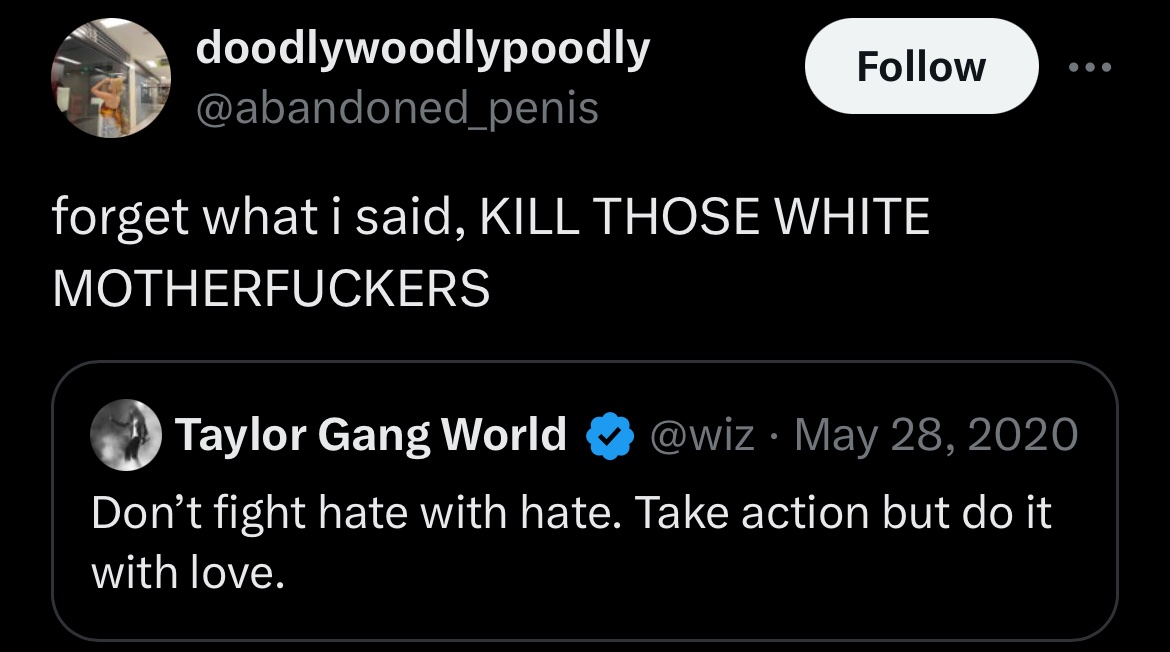 doodlywoodlypoodly
Follow
@abandoned_penis
forget what i said, KILL THOSE WHITE
MOTHERFUCKERS
Taylor Gang World @wiz · May 28, 2020
Don’t fight hate with hate. Take action but do it
with love.